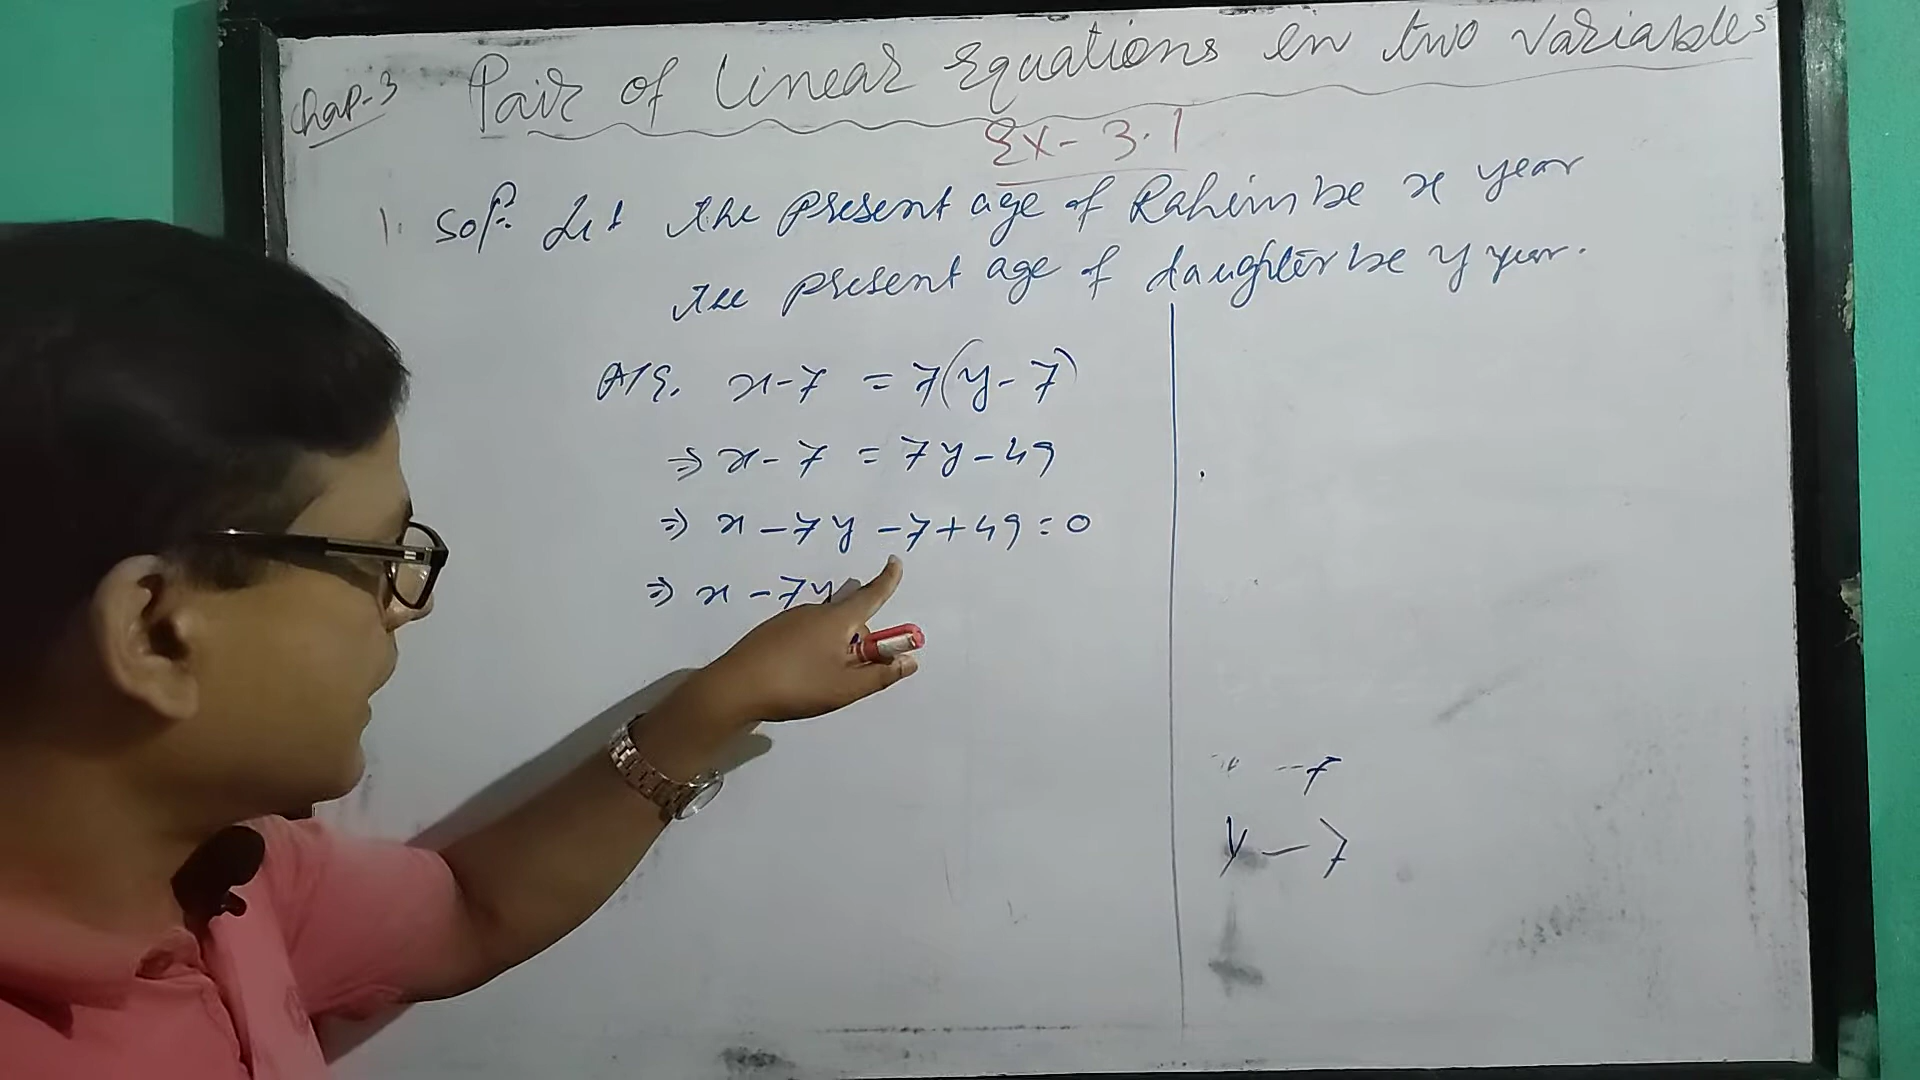 Chap-3 Pair of Linear Equations in two variables
Ex-3.1
1. Soln. Let the present age of Rahim be x year
the present age of daughter be y year.
A/Q. x-7 = 7(y-7)
⇒ x-7 = 7y-49
⇒ x-7y-7+49=0
⇒ x-7y
-7
y-7